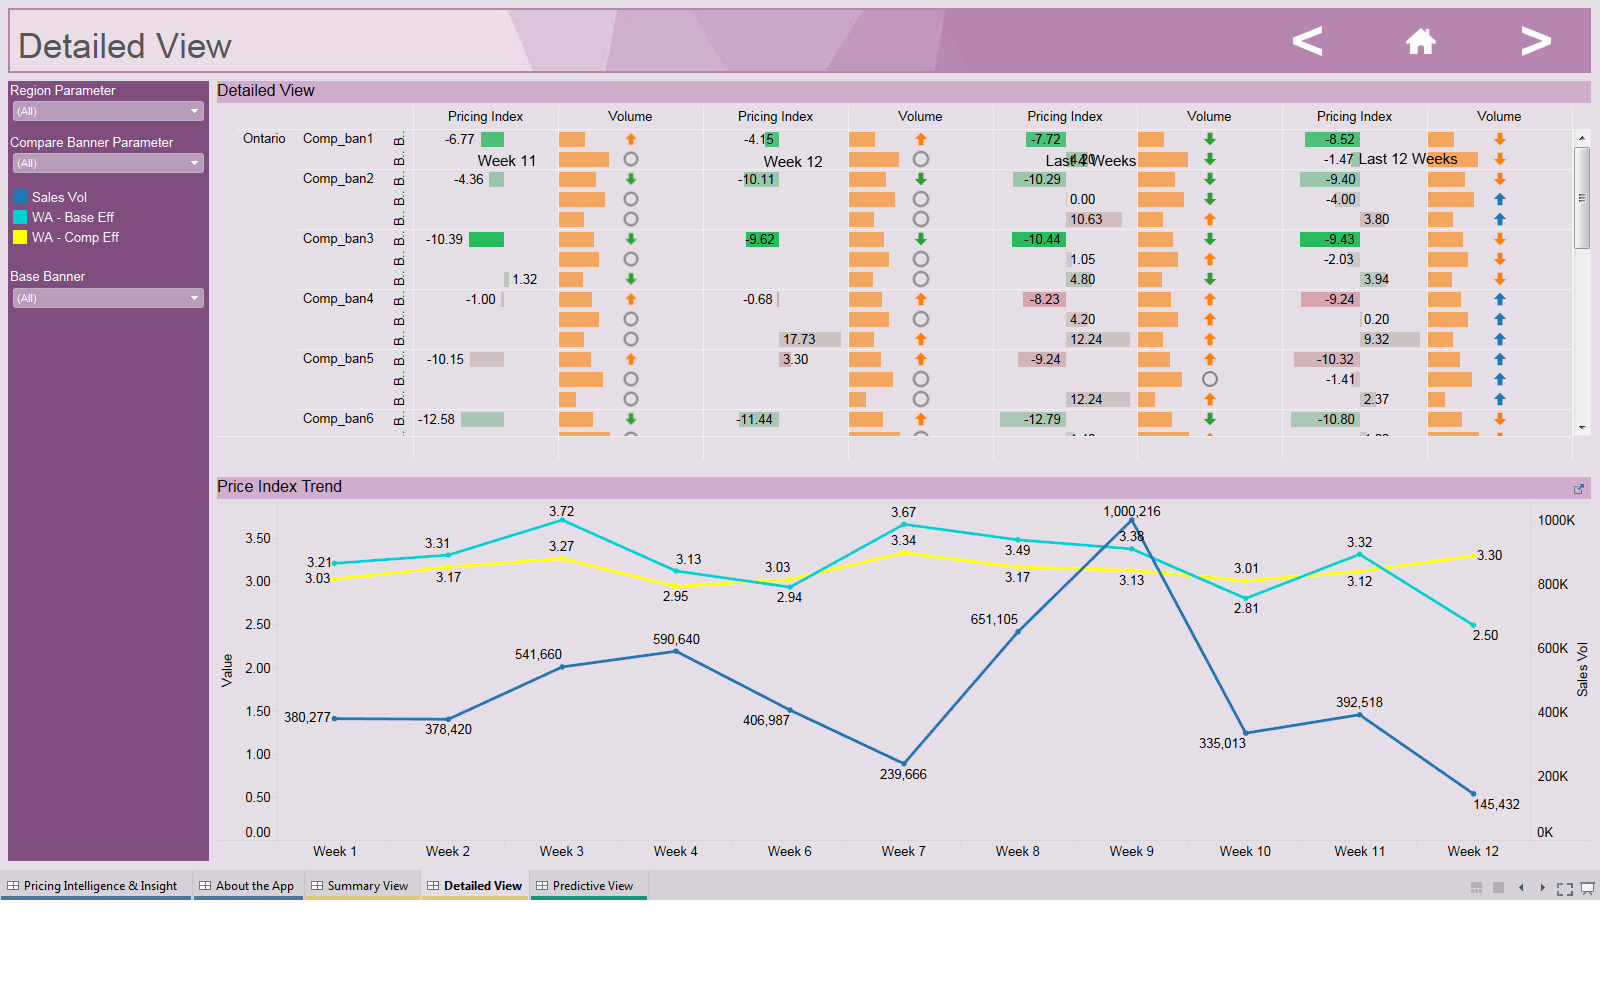 Detailed View
< >
Region Parameter
(All)
Compare Banner Parameter
(All)
Sales Vol
WA - Base Eff
WA - Comp Eff
Base Banner
(All)
Detailed View
Pricing Index Volume Pricing Index Volume Pricing Index Volume Pricing Index Volume
Ontario Comp_ban1 B.. -6.77 -4.15 -7.72 -8.52
B.. 4.20 -1.47
Week 11 Week 12 Last 4 Weeks Last 12 Weeks
Comp_ban2 B.. -4.36 -10.11 -10.29 -9.40
B.. 0.00 -4.00
B.. 10.63 3.80
Comp_ban3 B.. -10.39 -9.62 -10.44 -9.43
B.. 1.05 -2.03
B.. 1.32 4.80 3.94
Comp_ban4 B.. -1.00 -0.68 -8.23 -9.24
B.. 4.20 0.20
B.. 17.73 12.24 9.32
Comp_ban5 B.. -10.15 3.30 -9.24 -10.32
B.. -1.41
B.. 12.24 2.37
Comp_ban6 B.. -12.58 -11.44 -12.79 -10.80
Price Index Trend
Value
3.50
3.00
2.50
2.00
1.50
1.00
0.50
0.00
3.21 3.31 3.72 3.13 2.94 3.67 3.49 3.38 2.81 3.32 2.50
3.03 3.17 3.27 2.95 3.03 3.34 3.17 3.13 3.01 3.12 3.30
380,277 378,420 541,660 590,640 406,987 239,666 651,105 1,000,216 335,013 392,518 145,432
1000K
800K
600K
400K
200K
0K
Sales Vol
Week 1 Week 2 Week 3 Week 4 Week 6 Week 7 Week 8 Week 9 Week 10 Week 11 Week 12
Pricing Intelligence & Insight About the App Summary View Detailed View Predictive View